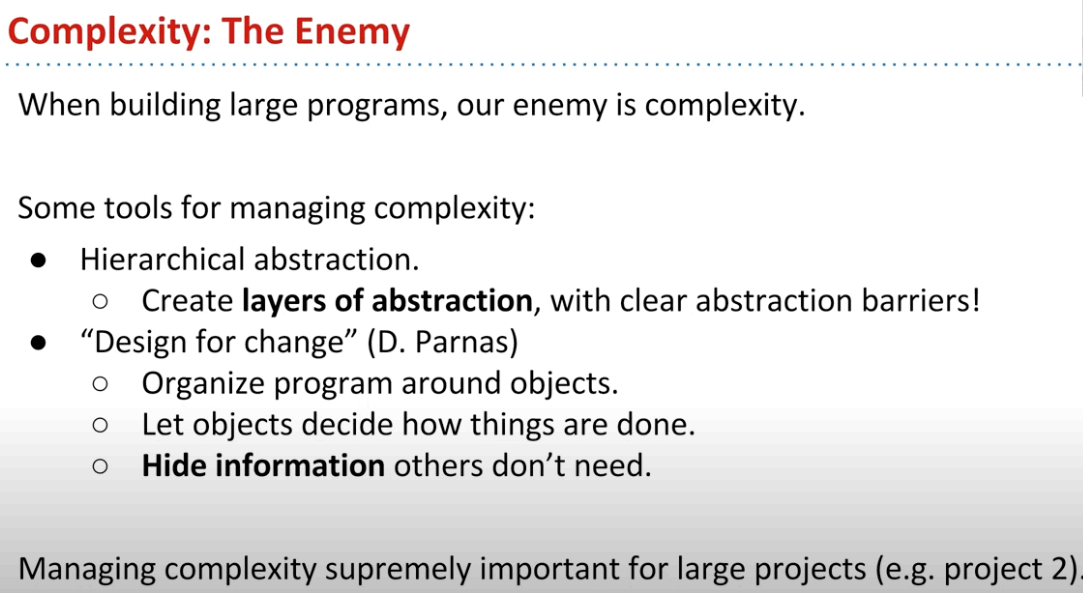 Complexity: The Enemy
When building large programs, our enemy is complexity.
Some tools for managing complexity:
● Hierarchical abstraction.
○ Create layers of abstraction, with clear abstraction barriers!
● “Design for change” (D. Parnas)
○ Organize program around objects.
○ Let objects decide how things are done.
○ Hide information others don’t need.
Managing complexity supremely important for large projects (e.g. project 2).